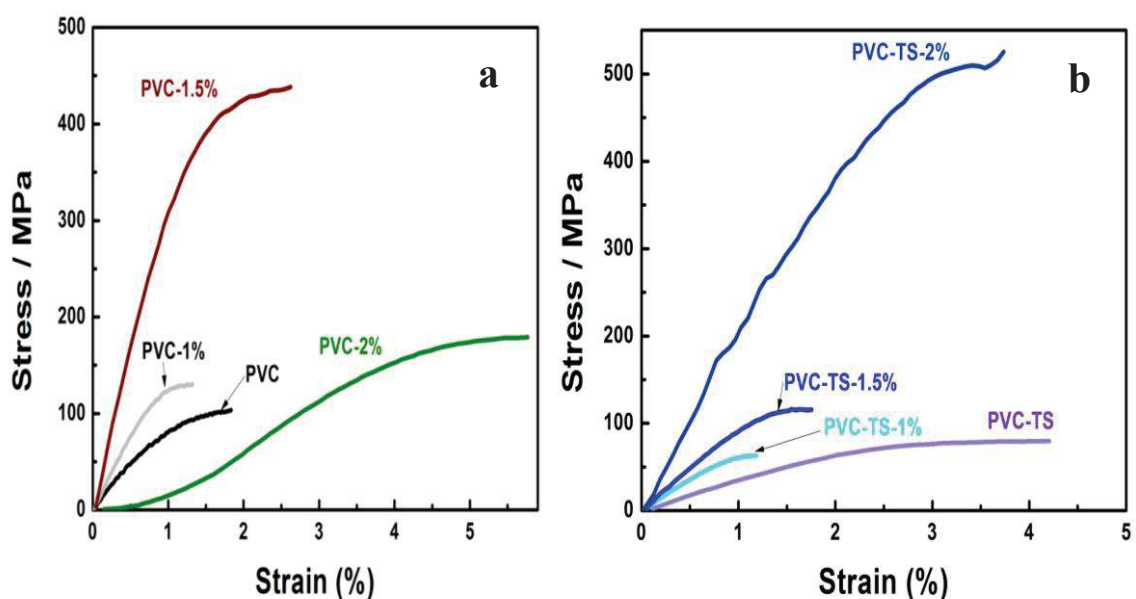 a
500
400
300
200
100
0
Stress / MPa
PVC-1.5%
PVC-1%
PVC
PVC-2%
0 1 2 3 4 5
Strain (%)
b
500
400
300
200
100
0
Stress / MPa
PVC-TS-2%
PVC-TS-1.5%
PVC-TS-1%
PVC-TS
0 1 2 3 4 5
Strain (%)